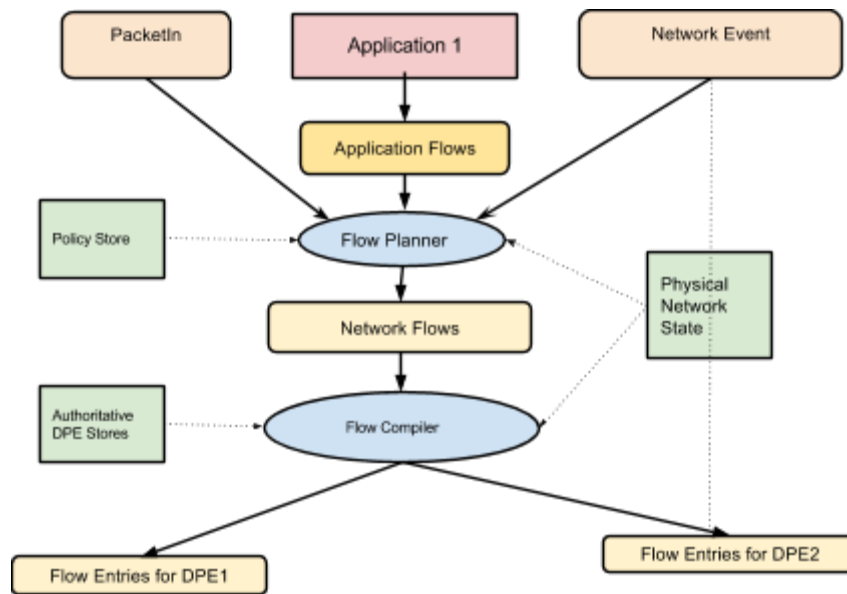 PacketIn
Application 1
Network Event
Application Flows
Policy Store
Flow Planner
Physical
Network
State
Network Flows
Authoritative
DPE Stores
Flow Compiler
Flow Entries for DPE1
Flow Entries for DPE2